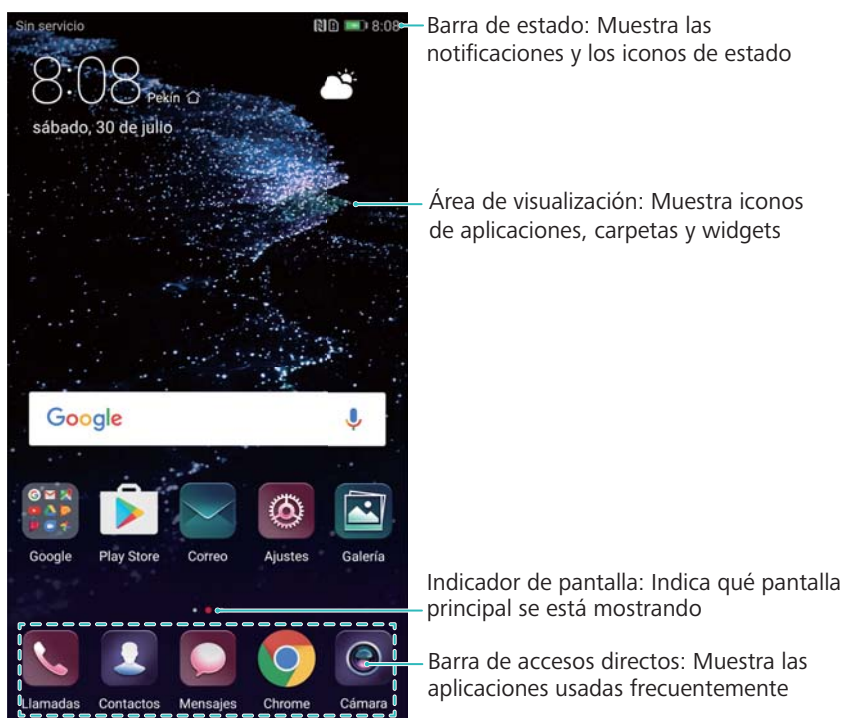 Sin servicio
8:08
8:08
Pekín
sábado, 30 de julio
Google
Google
Play Store
Correo
Ajustes
Galería
Llamadas
Contactos
Mensajes
Chrome
Cámara
Barra de estado: Muestra las
notificaciones y los iconos de estado
Área de visualización: Muestra iconos
de aplicaciones, carpetas y widgets
Indicador de pantalla: Indica qué pantalla
principal se está mostrando
Barra de accesos directos: Muestra las
aplicaciones usadas frecuentemente